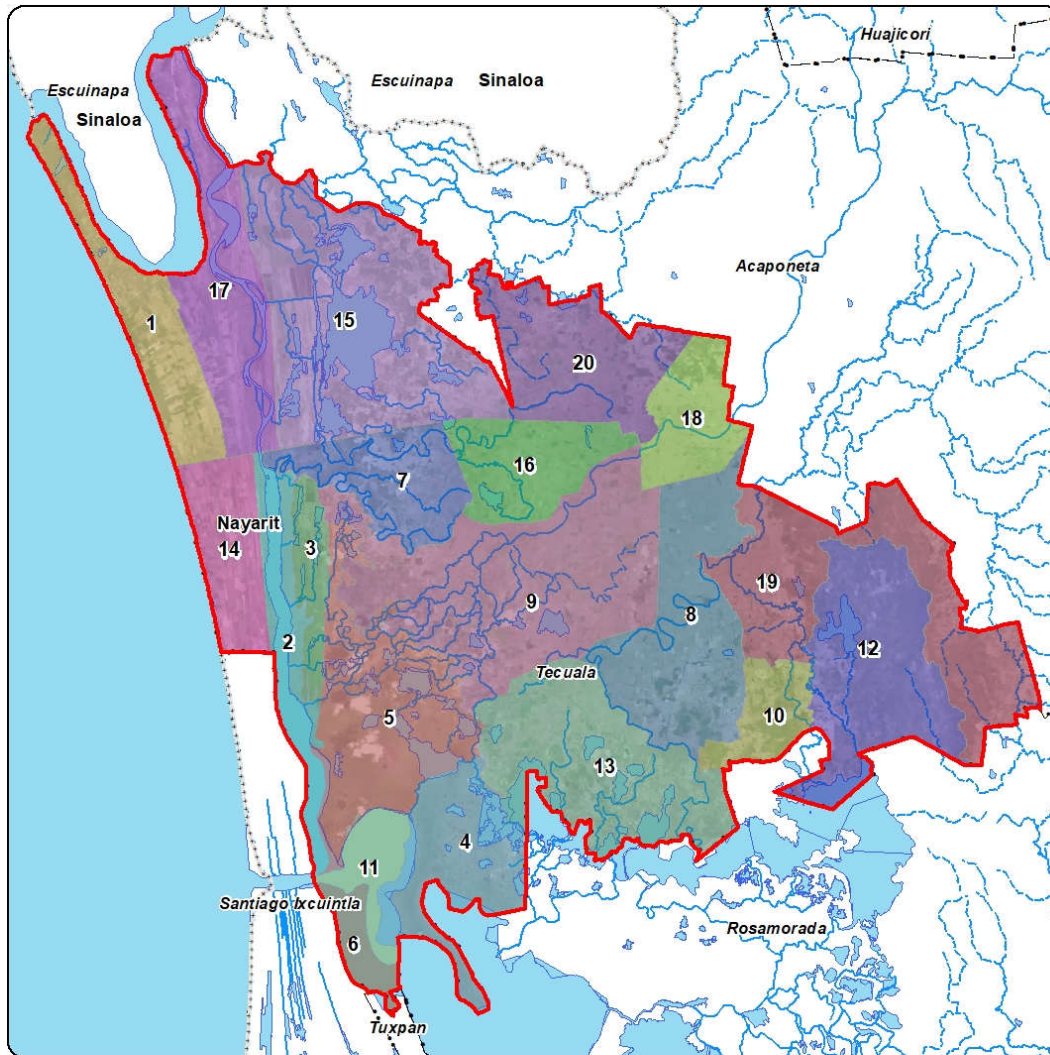 Huajicori
Escuinapa Sinaloa
Escuinapa
Sinaloa
Acaponeta
17
1
15
20
18
16
7
Nayarit
14
3
19
9
8
2
12
Tecuala
5
10
13
4
11
Santiago Ixcuintla
6
Rosamorada
Tuxpan